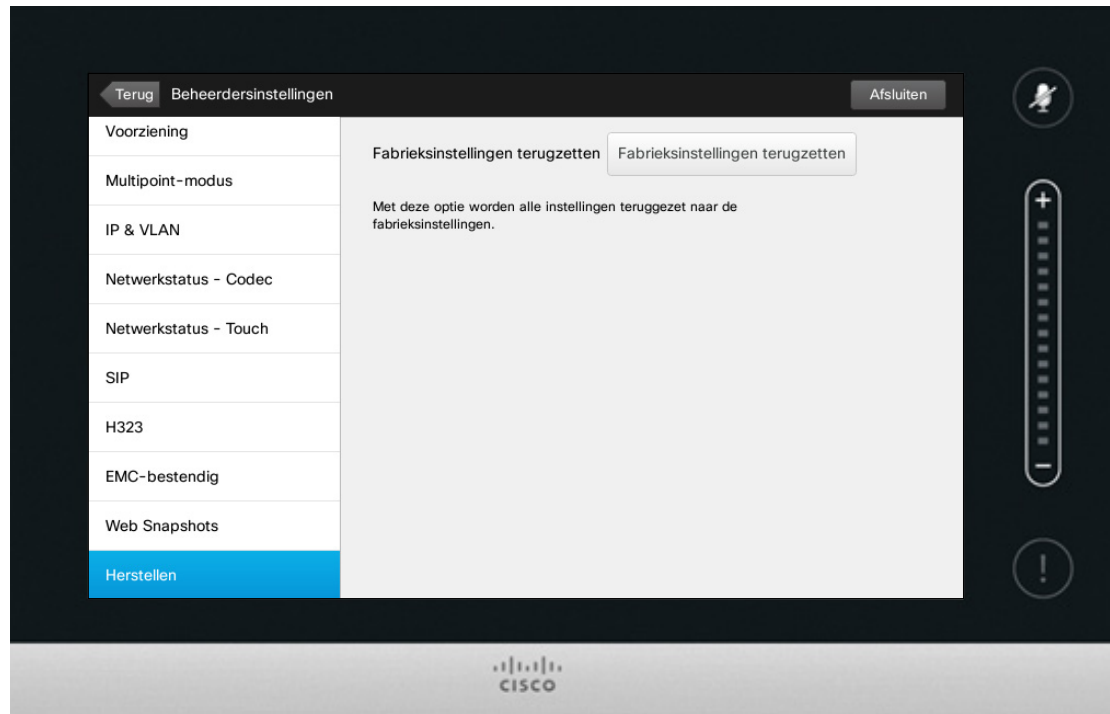 Terug Beheerdersinstellingen Afsluiten
Voorziening
Multipoint-modus
IP & VLAN
Netwerkstatus - Codec
Netwerkstatus - Touch
SIP
H323
EMC-bestendig
Web Snapshots
Herstellen
Fabrieksinstellingen terugzetten Fabrieksinstellingen terugzetten
Met deze optie worden alle instellingen teruggezet naar de
fabrieksinstellingen.
+
-
!
CISCO